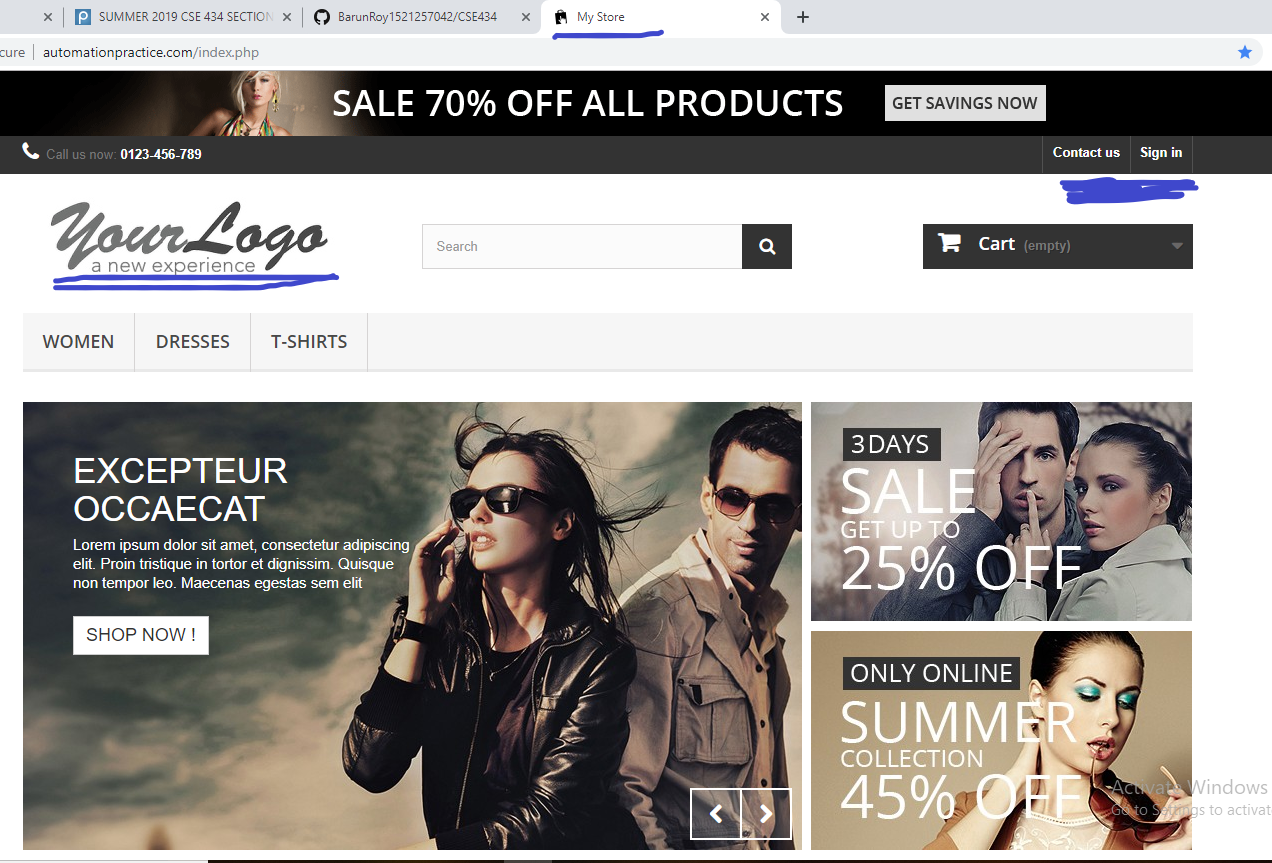 SUMMER 2019 CSE 434 SECTION
BarunRoy1521257042/CSE434
My Store
cure
automationpractice.com/index.php
SALE 70% OFF ALL PRODUCTS
GET SAVINGS NOW
Call us now: 0123-456-789
Contact us
Sign in
YourLogo
a new experience
Search
Cart (empty)
WOMEN
DRESSES
T-SHIRTS
EXCEPTEUR
OCCAECAT
Lorem ipsum dolor sit amet, consectetur adipiscing
elit. Proin tristique in tortor et dignissim. Quisque
non tempor leo. Maecenas egestas sem elit
SHOP NOW !
3 DAYS
SALE
GET UP TO
25% OFF
ONLY ONLINE
SUMMER
COLLECTION
45% OFF
Activate Windows
Go to Settings to activat